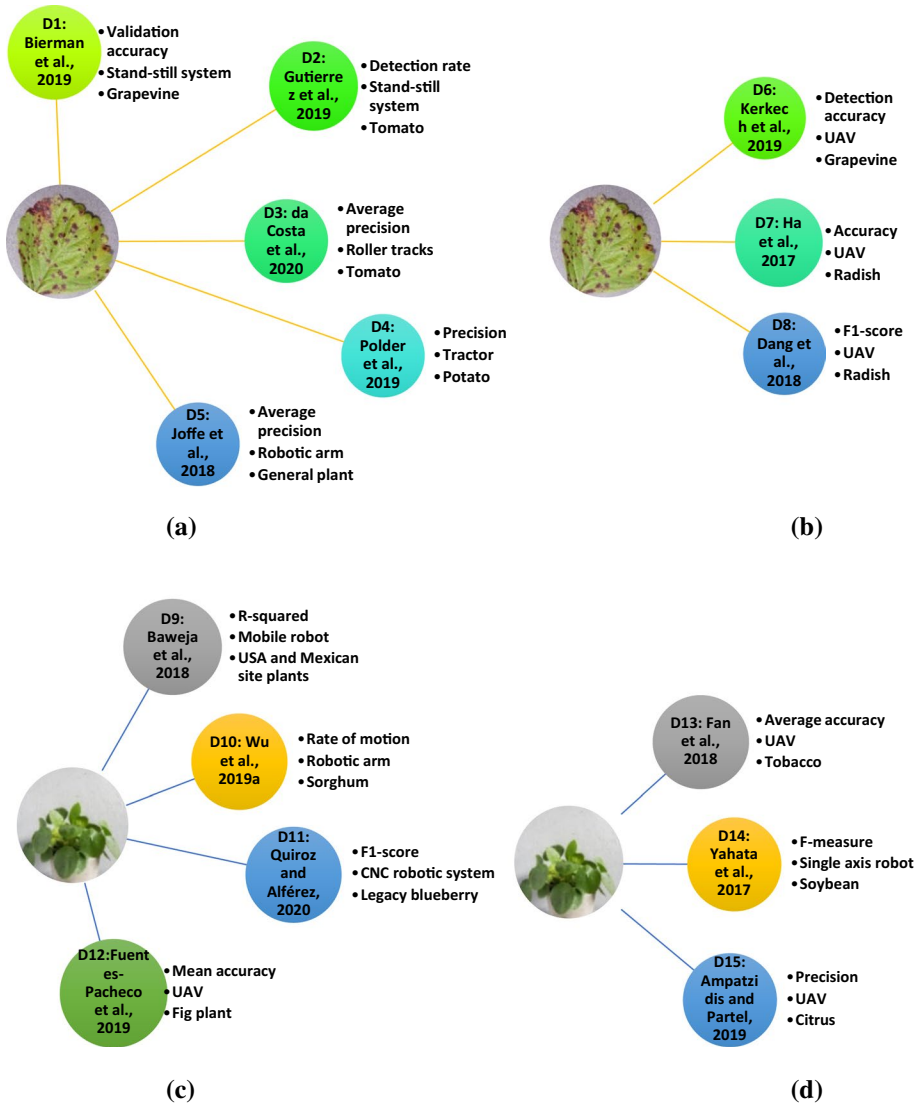 D1:
Bierman
et al.,
2019
• Validation
accuracy
• Stand-still system
• Grapevine
D2:
Gutierre
z et al.,
2019
• Detection rate
• Stand-still
system
• Tomato
D3: da
Costa et
al.,
2020
• Average
precision
• Roller tracks
• Tomato
D4:
Polder
et al.,
2019
• Precision
• Tractor
• Potato
D5:
Joffe et
al.,
2018
• Average
precision
• Robotic arm
• General plant
(a)
D6:
Kerkec
h et al.,
2019
• Detection
accuracy
• UAV
• Grapevine
D7: Ha
et al.,
2017
• Accuracy
• UAV
• Radish
D8:
Dang et
al.,
2018
• F1-score
• UAV
• Radish
(b)
D9:
Baweja
et al.,
2018
• R-squared
• Mobile robot
• USA and Mexican
site plants
D10: Wu
et al.,
2019a
• Rate of motion
• Robotic arm
• Sorghum
D11:
Quiroz
and
Alférez,
2020
• F1-score
• CNC robotic system
• Legacy blueberry
D12:Fuent
es-
Pacheco
et al.,
2019
• Mean accuracy
• UAV
• Fig plant
(c)
D13: Fan
et al.,
2018
• Average accuracy
• UAV
• Tobacco
D14:
Yahata
et al.,
2017
• F-measure
• Single axis robot
• Soybean
D15:
Ampatzi
dis and
Partel,
2019
• Precision
• UAV
• Citrus
(d)